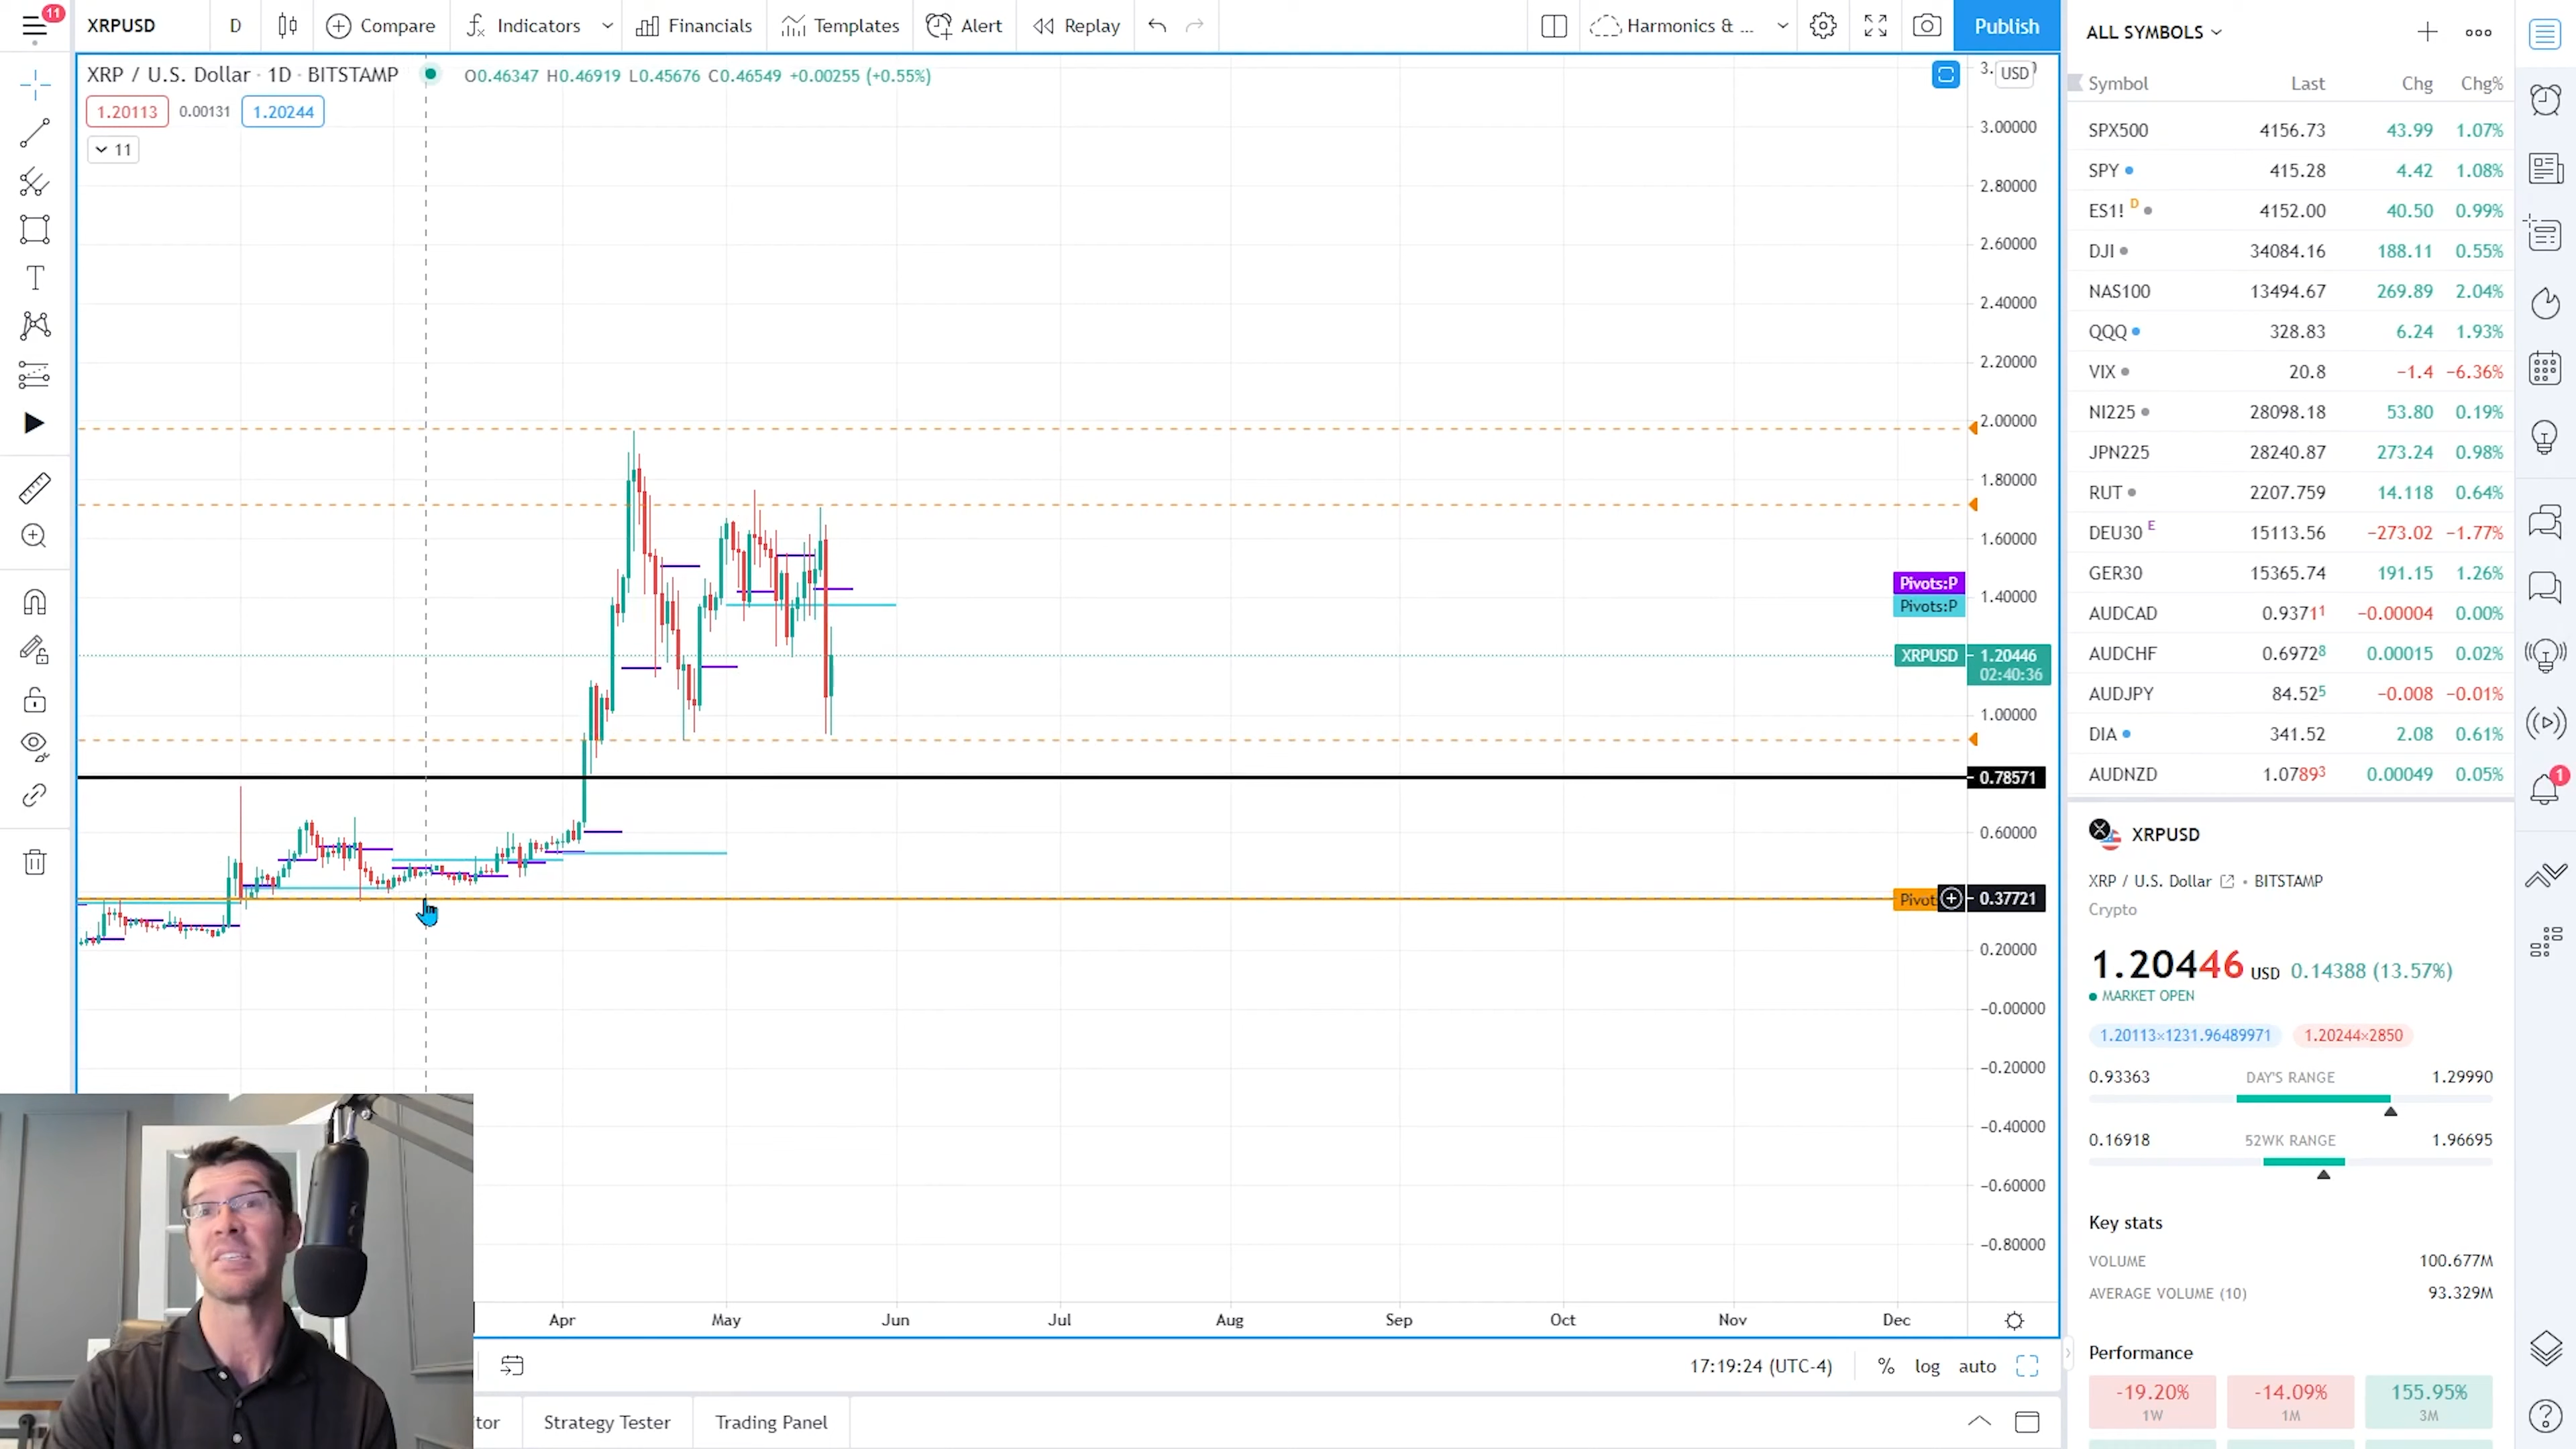 11
XRPUSD D Compare Indicators Financials Templates Alert Replay Harmonics & ... Publish
XRP / U.S. Dollar · 1D · BITSTAMP O0.46347 H0.46919 L0.45676 C0.46549 +0.00255 (+0.55%)
1.20113 0.00131 1.20244
11
USD
3.00000
2.80000
2.60000
2.40000
2.20000
2.00000
1.80000
1.60000
Pivots:P
1.40000
Pivots:P
XRPUSD 1.20446
02:40:36
1.00000
0.78571
0.60000
Pivot 0.37721
0.20000
-0.00000
-0.20000
-0.40000
-0.60000
-0.80000
Apr May Jun Jul Aug Sep Oct Nov Dec
17:19:24 (UTC-4) % log auto
tor Strategy Tester Trading Panel
ALL SYMBOLS
Symbol Last Chg Chg%
SPX500 4156.73 43.99 1.07%
SPY 415.28 4.42 1.08%
ES1! D 4152.00 40.50 0.99%
DJI 34084.16 188.11 0.55%
NAS100 13494.67 269.89 2.04%
QQQ 328.83 6.24 1.93%
VIX 20.8 −1.4 −6.36%
NI225 28098.18 53.80 0.19%
JPN225 28240.87 273.24 0.98%
RUT 2207.759 14.118 0.64%
DEU30 E 15113.56 −273.02 −1.77%
GER30 15365.74 191.15 1.26%
AUDCAD 0.93711 −0.00004 0.00%
AUDCHF 0.69728 0.00015 0.02%
AUDJPY 84.525 −0.008 −0.01%
DIA 341.52 2.08 0.61%
AUDNZD 1.07893 0.00049 0.05%
1
XRPUSD
XRP / U.S. Dollar • BITSTAMP
Crypto
1.20446 USD 0.14388 (13.57%)
MARKET OPEN
1.20113×1231.96489971 1.20244×2850
0.93363 DAY'S RANGE 1.29990
0.16918 52WK RANGE 1.96695
Key stats
VOLUME 100.677M
AVERAGE VOLUME (10) 93.329M
Performance
-19.20% -14.09% 155.95%
1W 1M 3M